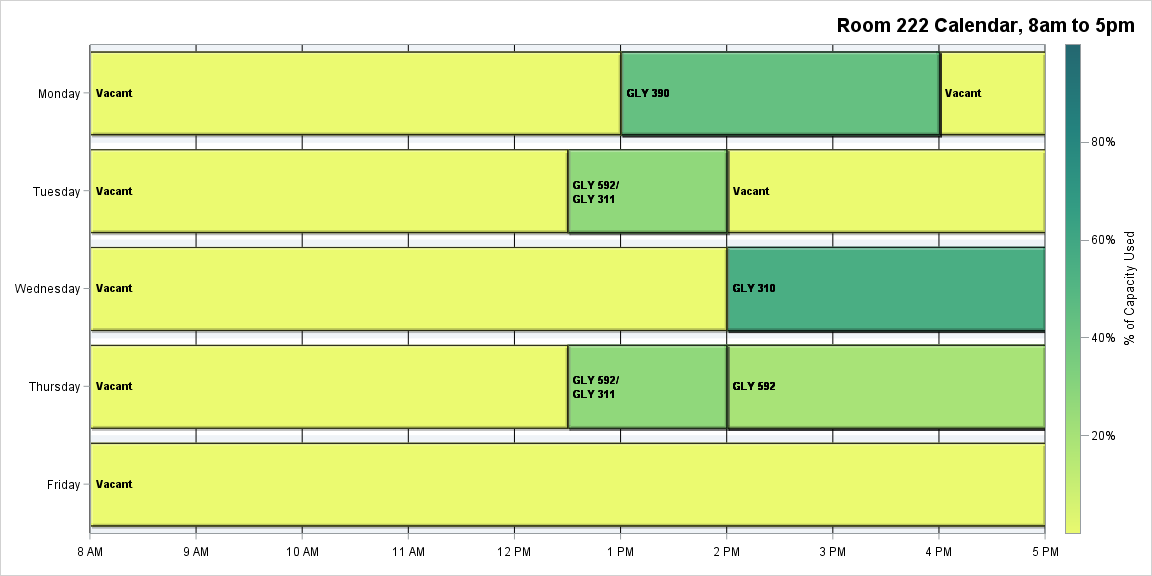 Room 222 Calendar, 8am to 5pm
Monday
Vacant
GLY 390
Vacant
80%
Tuesday
Vacant
GLY 592/
GLY 311
Vacant
60%
% of Capacity Used
Wednesday
Vacant
GLY 310
40%
Thursday
Vacant
GLY 592/
GLY 311
GLY 592
20%
Friday
Vacant
8 AM
9 AM
10 AM
11 AM
12 PM
1 PM
2 PM
3 PM
4 PM
5 PM